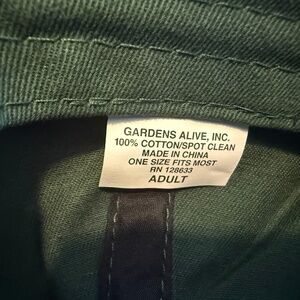 GARDENS ALIVE, INC.
100% COTTON/SPOT CLEAN
MADE IN CHINA
ONE SIZE FITS MOST
RN 128633
ADULT